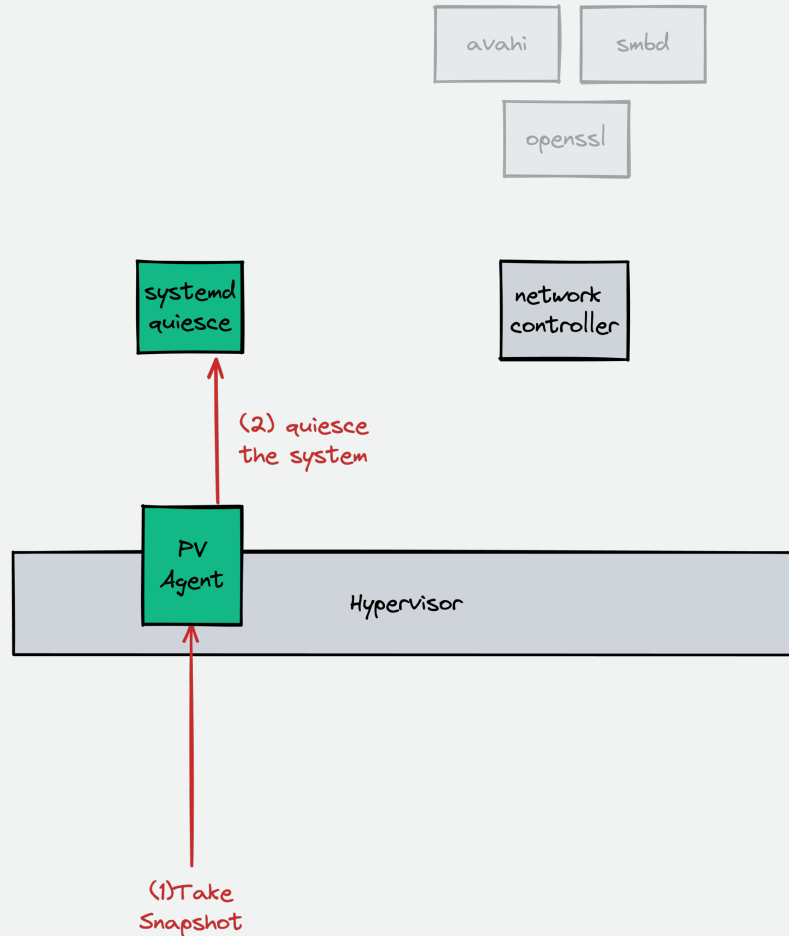 avahi
smbd
openssl
systemd
quiesce
network
controller
(2) quiesce
the system
PV
Agent
Hypervisor
(1)Take
Snapshot